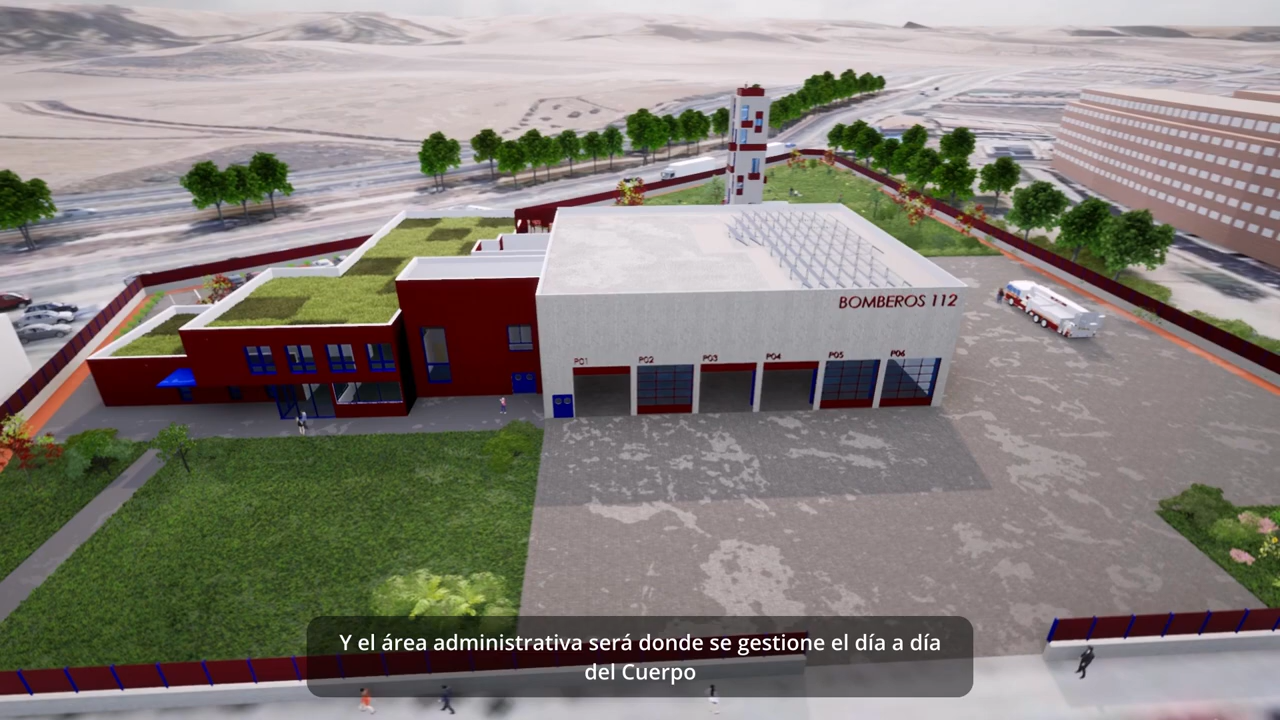 BOMBEROS 112
P01
P02
P03
P04
P05
P06
Y el área administrativa será donde se gestione el día a día
del Cuerpo